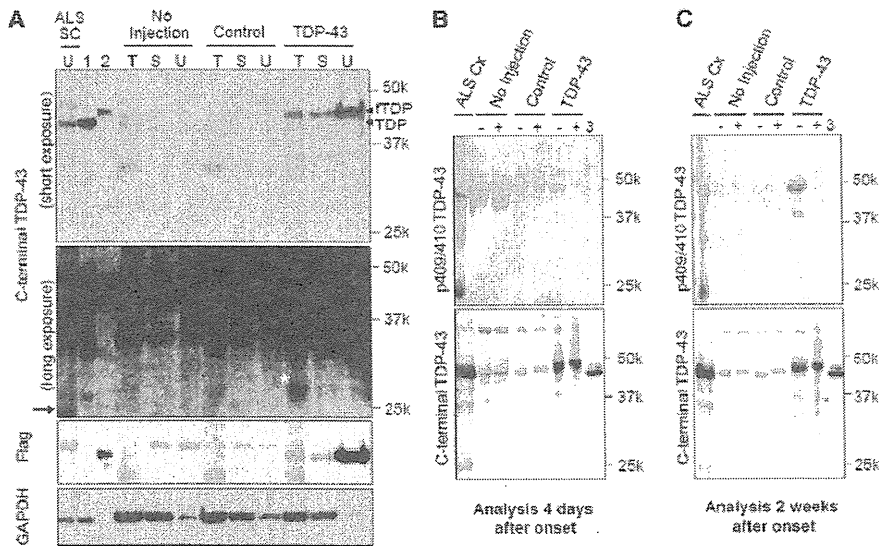 A
ALS SC
No Injection
Control
TDP-43
U 1 2 T S U T S U T S U
C-terminal TDP-43
(short exposure)
50k
rTDP
TDP
37k
25k
(long exposure)
50k
37k
*
25k
Flag
GAPDH
B
ALS Cx
No Injection
Control
TDP-43
- + - + - + 3
p409/410 TDP-43
50k
37k
25k
C-terminal TDP-43
50k
37k
25k
Analysis 4 days
after onset
C
ALS Cx
No Injection
Control
TDP-43
- + - + - + 3
p409/410 TDP-43
50k
37k
25k
C-terminal TDP-43
50k
37k
25k
Analysis 2 weeks
after onset